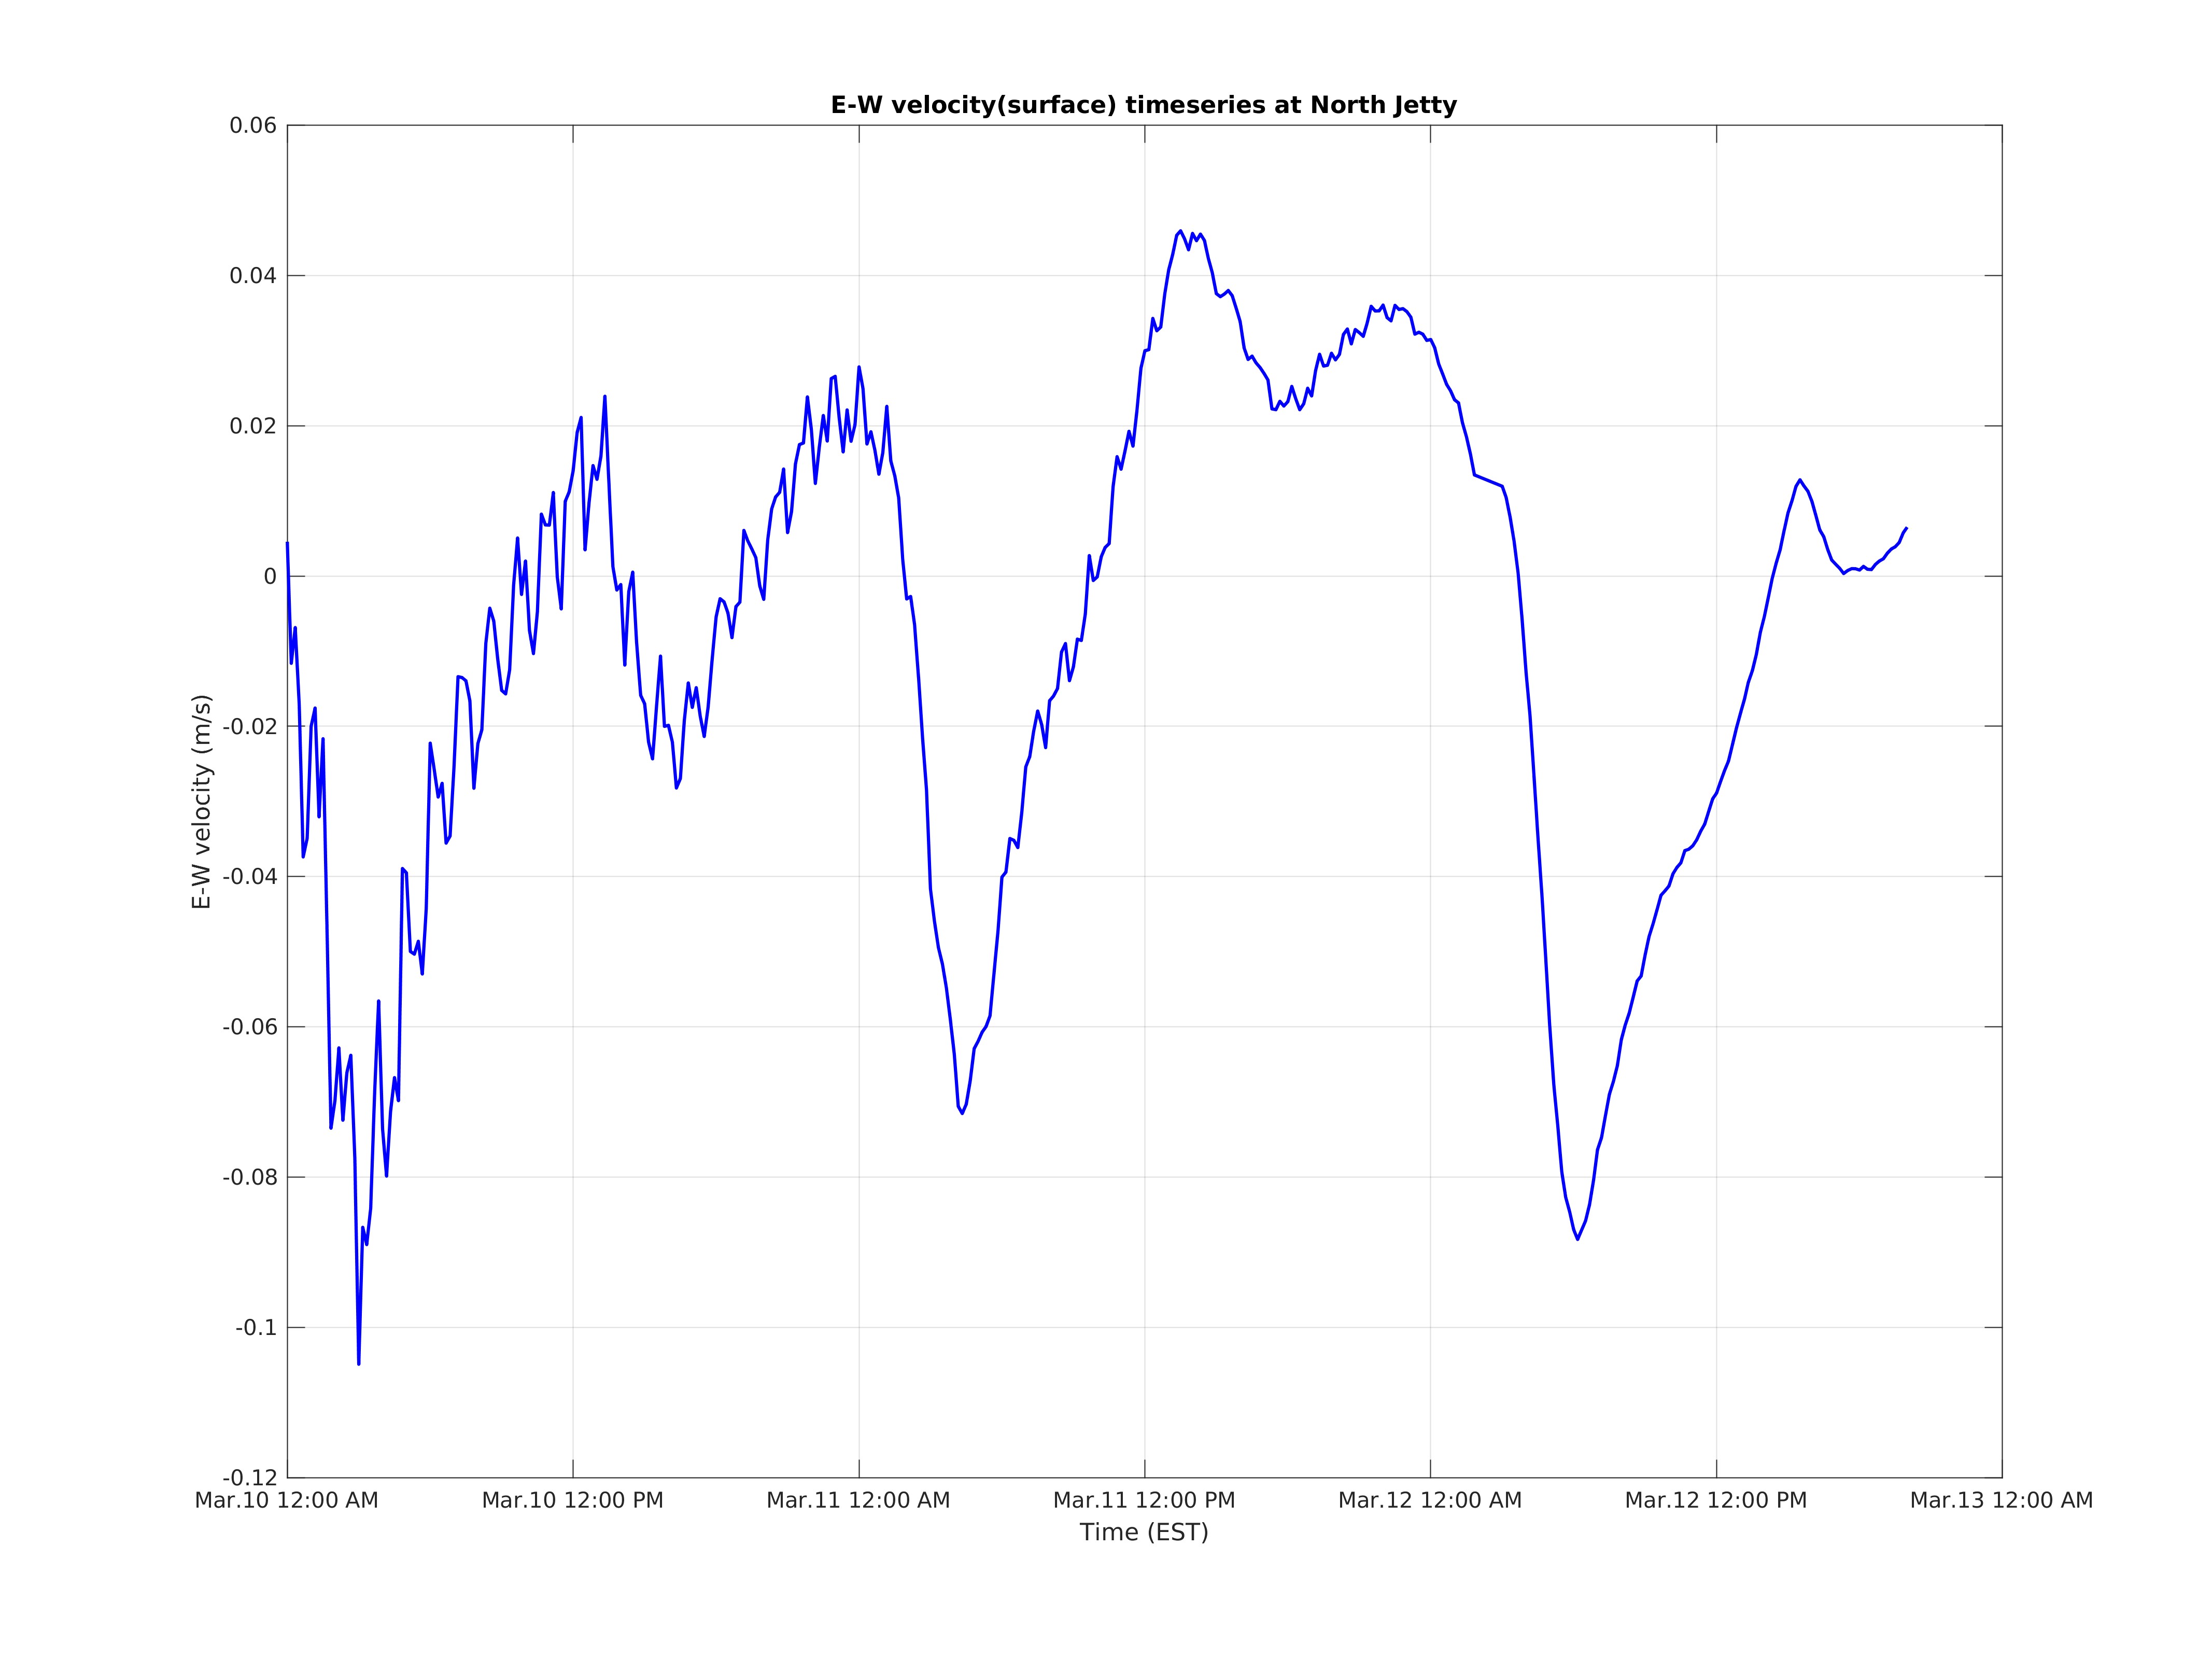 E-W velocity(surface) timeseries at North Jetty
0.06
0.04
0.02
0
-0.02
-0.04
-0.06
-0.08
-0.1
-0.12
E-W velocity (m/s)
Mar.10 12:00 AM Mar.10 12:00 PM Mar.11 12:00 AM Mar.11 12:00 PM Mar.12 12:00 AM Mar.12 12:00 PM Mar.13 12:00 AM
Time (EST)